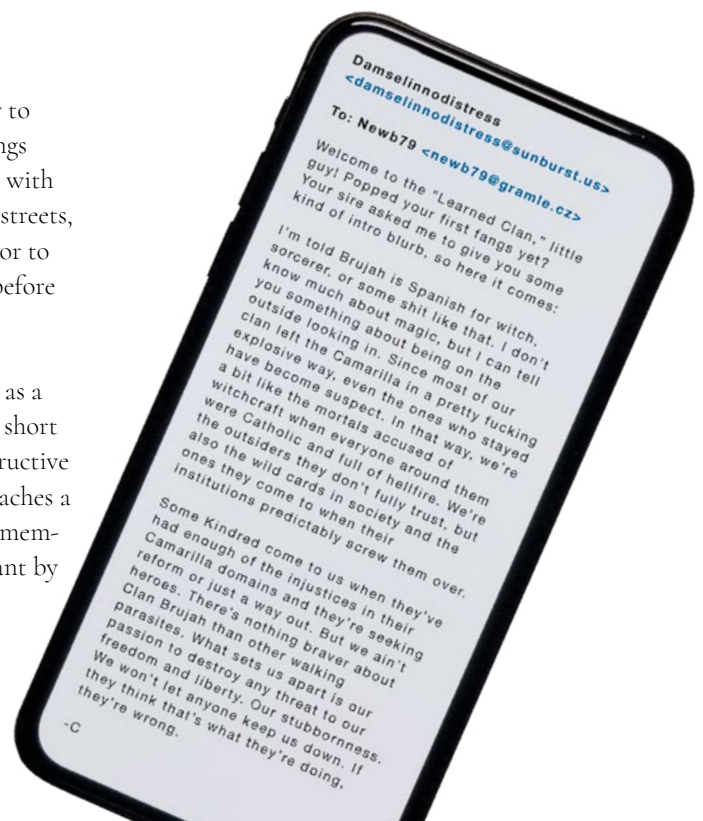 to
ngs
with
streets,
or to
before
as a
short
ructive
aches a
mem-
ant by
Damselinnodistress
<damselinnodistress@sunburst.us>
To: Newb79 <newb79@gramle.cz>
Welcome to the "Learned Clan," little
guy! Popped your first fangs yet?
Your sire asked me to give you some
kind of intro blurb, so here it comes:
I'm told Brujah is Spanish for witch,
sorcerer, or some shit like that. I don't
know much about magic, but I can tell
you something about being on the
outside looking in. Since most of our
clan left the Camarilla in a pretty fucking
explosive way, even the ones who stayed
have become suspect. In that way, we're
a bit like the mortals accused of
witchcraft when everyone around them
were Catholic and full of hellfire. We're
the outsiders they don't fully trust, but
also the wild cards in society and the
ones they come to when their
institutions predictably screw them over.
Some Kindred come to us when they've
had enough of the injustices in their
Camarilla domains and they're seeking
reform or just a way out. But we ain't
heroes. There's nothing braver about
Clan Brujah than other walking
parasites. What sets us apart is our
passion to destroy any threat to our
freedom and liberty. Our stubbornness.
We won't let anyone keep us down. If
they think that's what they're doing,
they're wrong.
-C